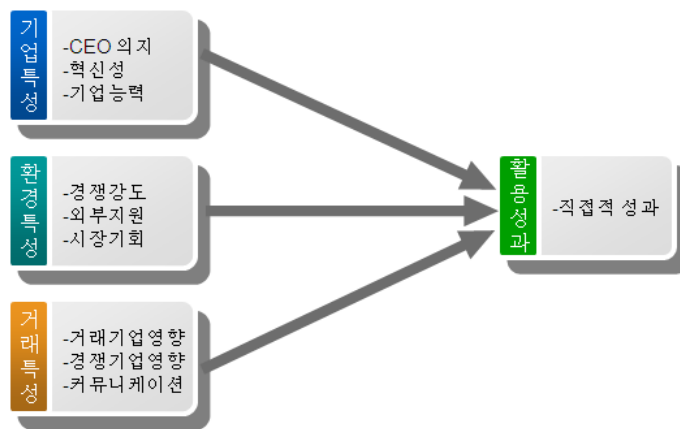 기업특성
-CEO 의지
-혁신성
-기업능력
환경특성
-경쟁강도
-외부지원
-시장기회
활용성과
-직접적 성과
거래특성
-거래기업영향
-경쟁기업영향
-커뮤니케이션